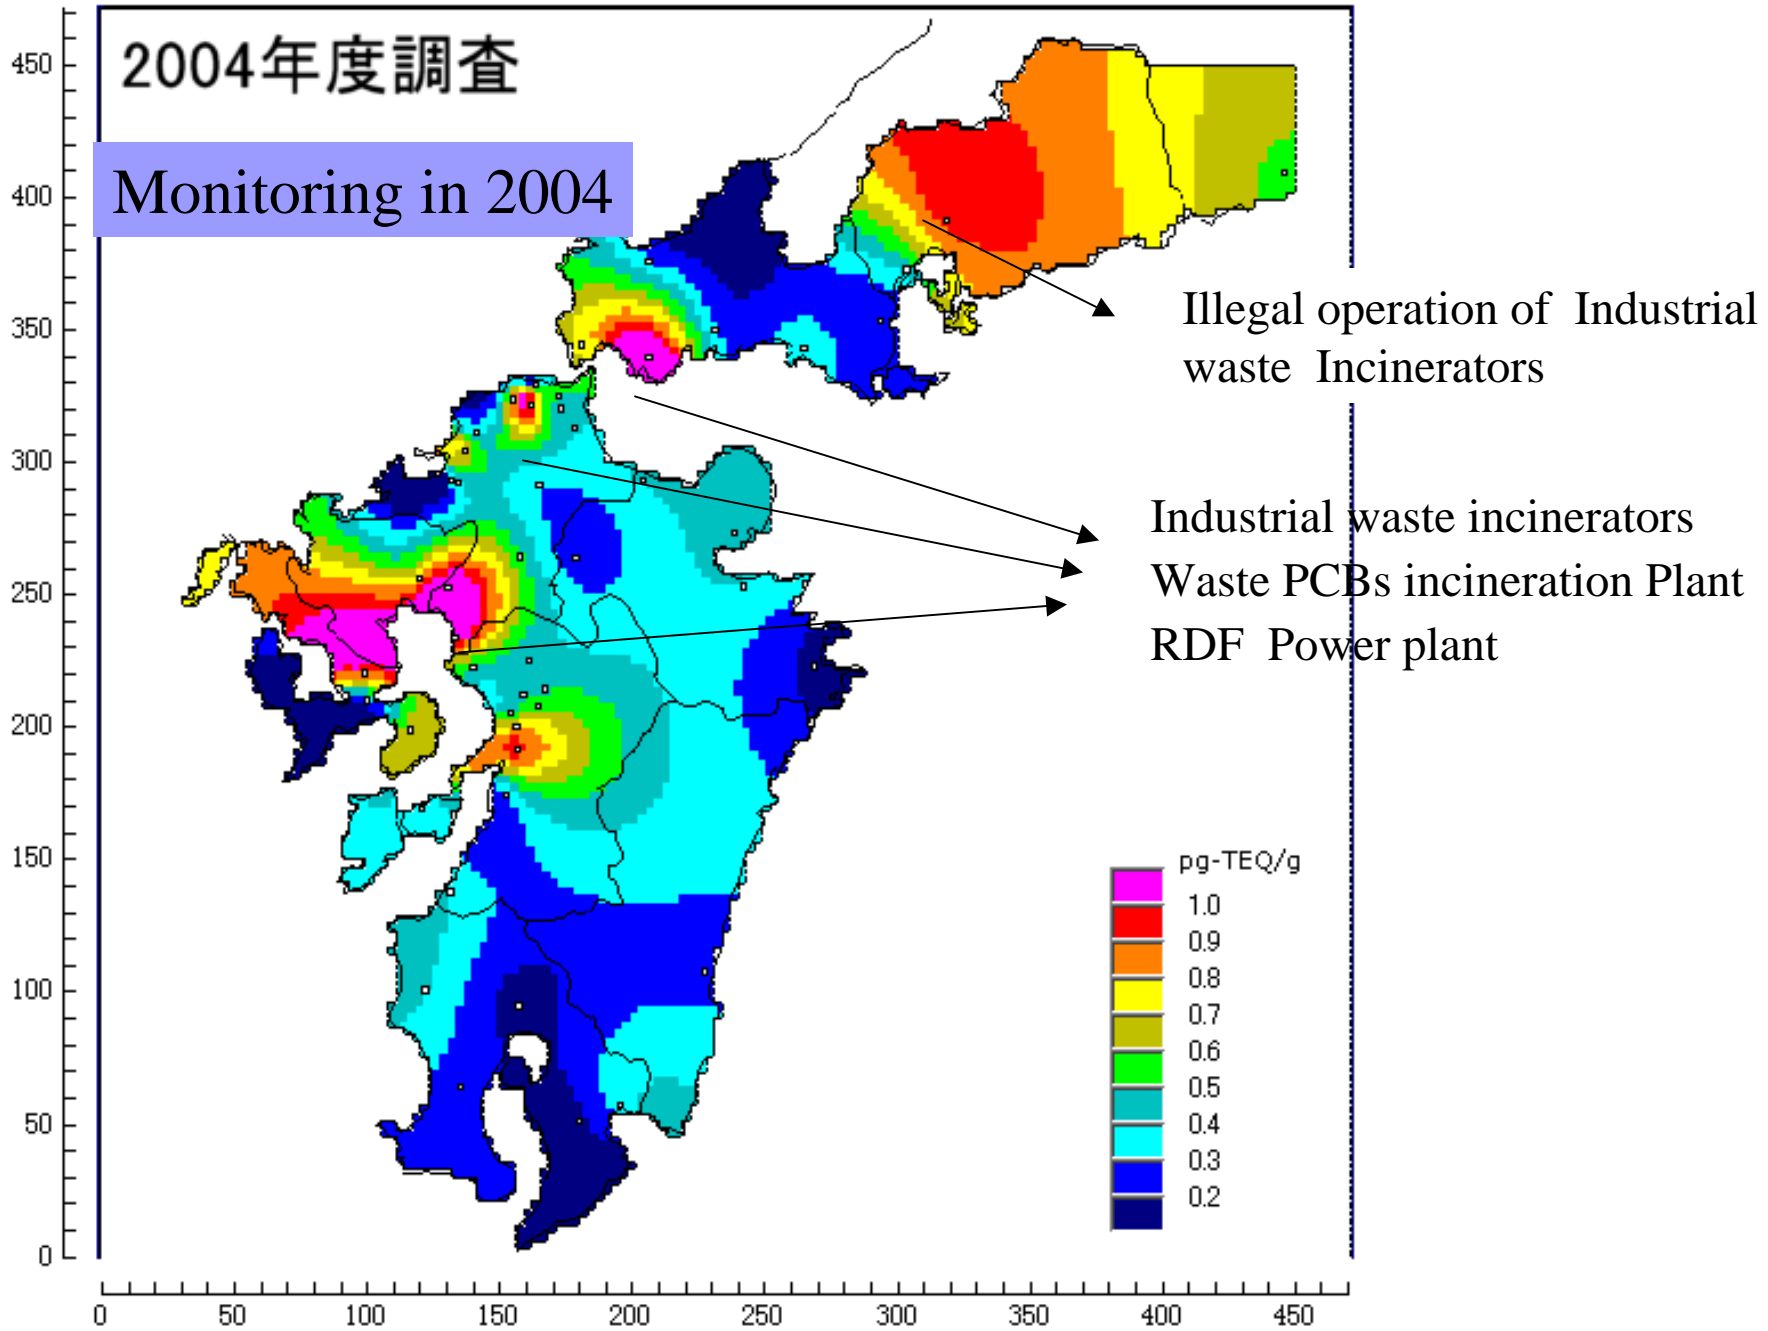 2004年度調査
Monitoring in 2004
Illegal operation of Industrial
waste Incinerators
Industrial waste incinerators
Waste PCBs incineration Plant
RDF Power plant
pg-TEQ/g
1.0
0.9
0.8
0.7
0.6
0.5
0.4
0.3
0.2
450
400
350
300
250
200
150
100
50
0
0 50 100 150 200 250 300 350 400 450